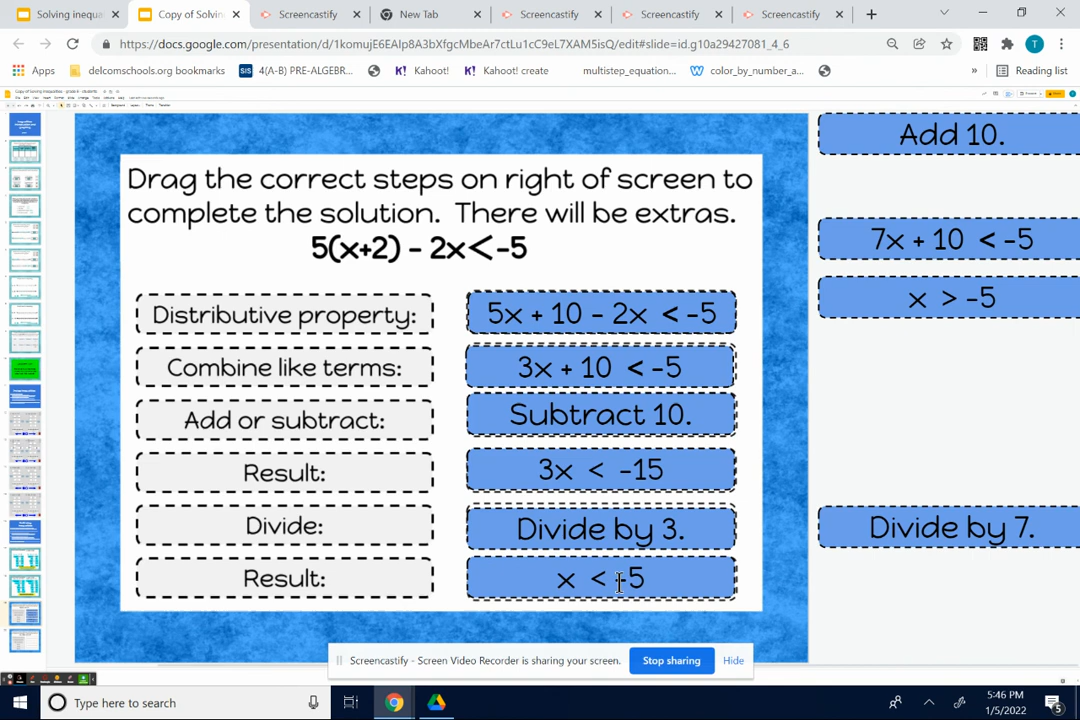 Solving inequ
Copy of Solvin
Screencastify
New Tab
Screencastify
Screencastify
Screencastify
https://docs.google.com/presentation/d/1komujE6EAIp8A3bXfgcMbeAr7ctLu1cC9eL7XAM5isQ/edit#slide=id.g10a29427081_4_6
T
Apps
delcomschools.org bookmarks
SIS
4(A-B) PRE-ALGEBR...
K! Kahoot!
K! Kahoot! create
multistep_equation...
color_by_number_a...
»
Reading list
Drag the correct steps on right of screen to
complete the solution. There will be extras.
5(x+2) - 2x<-5
Distributive property:
5x + 10 - 2x < -5
Combine like terms:
3x + 10 < -5
Add or subtract:
Subtract 10.
Result:
3x < -15
Divide:
Divide by 3.
Result:
x < -5
Add 10.
7x + 10 < -5
x > -5
Divide by 7.
Screencastify - Screen Video Recorder is sharing your screen.
Stop sharing
Hide
Type here to search
5:46 PM
1/5/2022
5